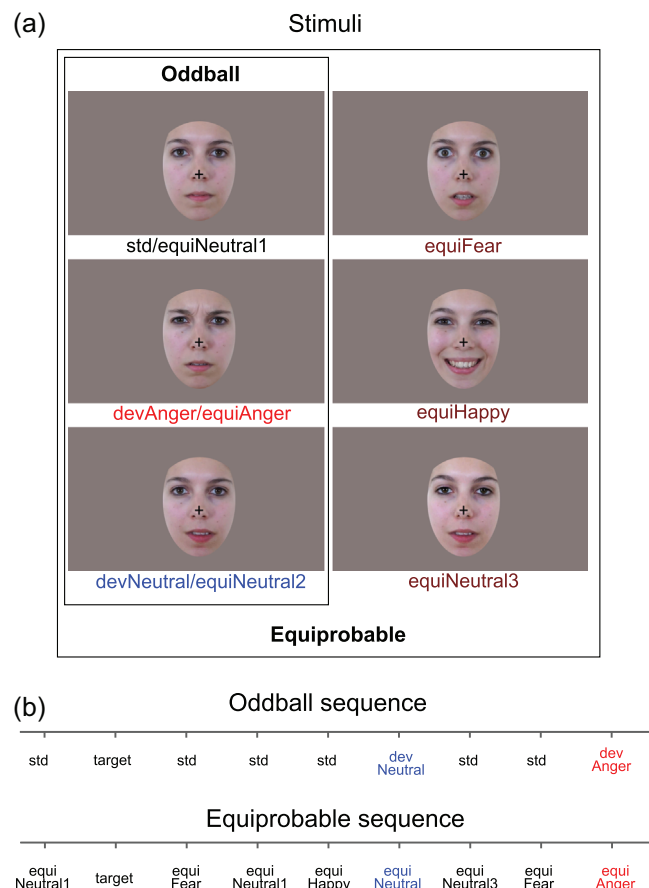 (a)
Stimuli
Oddball
std/equiNeutral1
equiFear
devAnger/equiAnger
equiHappy
devNeutral/equiNeutral2
equiNeutral3
Equiprobable
(b)
Oddball sequence
std target std std std dev Neutral std std dev Anger
Equiprobable sequence
equi Neutral1 target equi Fear equi Neutral1 equi Happy equi Neutral equi Neutral3 equi Fear equi Anger